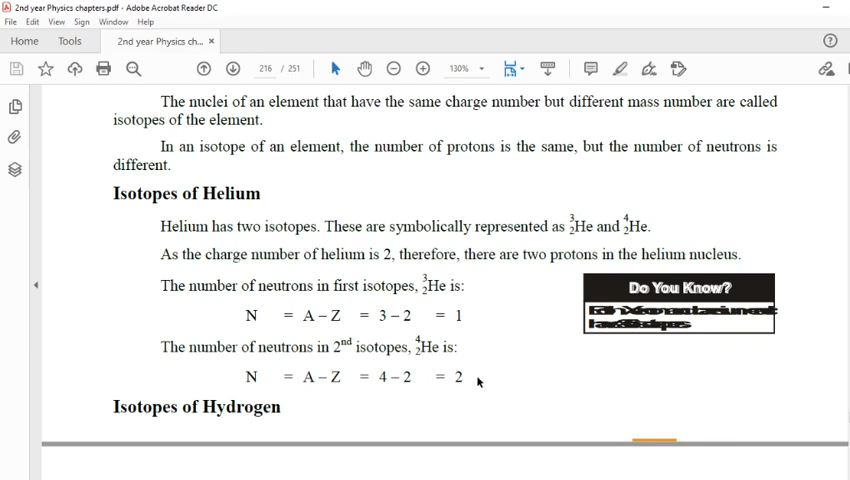 2nd year Physics chapters.pdf - Adobe Acrobat Reader DC
File Edit View Sign Window Help
Home Tools 2nd year Physics ch... ×
216 / 251 130%
The nuclei of an element that have the same charge number but different mass number are called
isotopes of the element.
In an isotope of an element, the number of protons is the same, but the number of neutrons is
different.
Isotopes of Helium
Helium has two isotopes. These are symbolically represented as ³₂He and ⁴₂He.
As the charge number of helium is 2, therefore, there are two protons in the helium nucleus.
The number of neutrons in first isotopes, ³₂He is:
Do You Know?
N = A – Z = 3 – 2 = 1
The number of neutrons in 2nd isotopes, ⁴₂He is:
N = A – Z = 4 – 2 = 2
Isotopes of Hydrogen